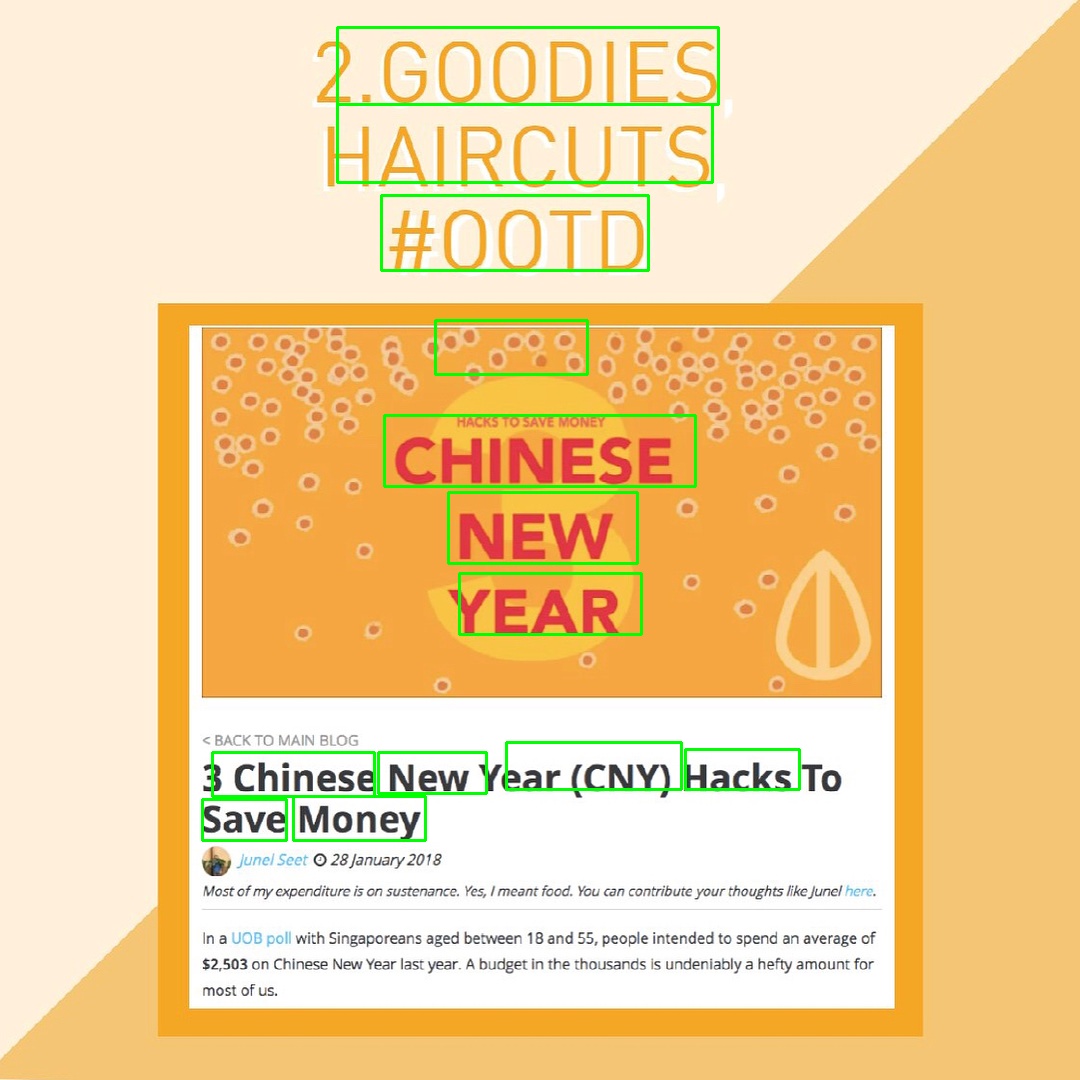 2.GOODIES,
HAIRCUTS,
#OOTD
HACKS TO SAVE MONEY
CHINESE
NEW
YEAR
< BACK TO MAIN BLOG
3 Chinese New Year (CNY) Hacks To
Save Money
Junel Seet 28 January 2018
Most of my expenditure is on sustenance. Yes, I meant food. You can contribute your thoughts like Junel here.
In a UOB poll with Singaporeans aged between 18 and 55, people intended to spend an average of
$2,503 on Chinese New Year last year. A budget in the thousands is undeniably a hefty amount for
most of us.